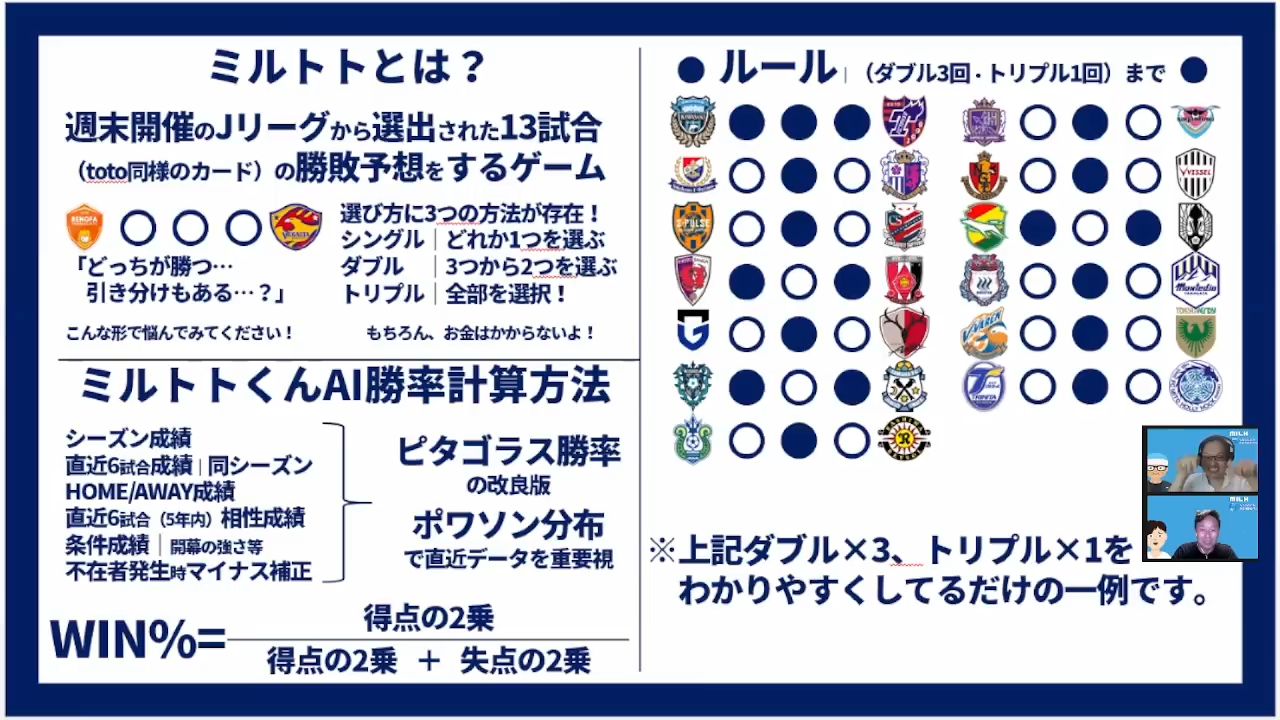 ミルトトとは？
週末開催のJリーグから選出された13試合
（toto同様のカード）の勝敗予想をするゲーム
RENOFA
VEGALTA
選び方に3つの方法が存在！
シングル｜どれか1つを選ぶ
ダブル｜3つから2つを選ぶ
トリプル｜全部を選択！
「どっちが勝つ…
引き分けもある…？」
こんな形で悩んでみてください！
もちろん、お金はかからないよ！
ミルトトくんAI勝率計算方法
シーズン成績
直近6試合成績｜同シーズン
HOME/AWAY成績
直近6試合（5年内）相性成績
条件成績｜開幕の強さ等
不在者発生時マイナス補正
ピタゴラス勝率
の改良版
ポワソン分布
で直近データを重要視
WIN%=
得点の2乗
得点の2乗 ＋ 失点の2乗
● ルール｜（ダブル3回・トリプル1回）まで ●
S-PULSE
VISSEL
Montedio
TOKYO VERDY
V・VAREN
TRINITA
MILK
MILK
※上記ダブル×3、トリプル×1を
わかりやすくしてるだけの一例です。